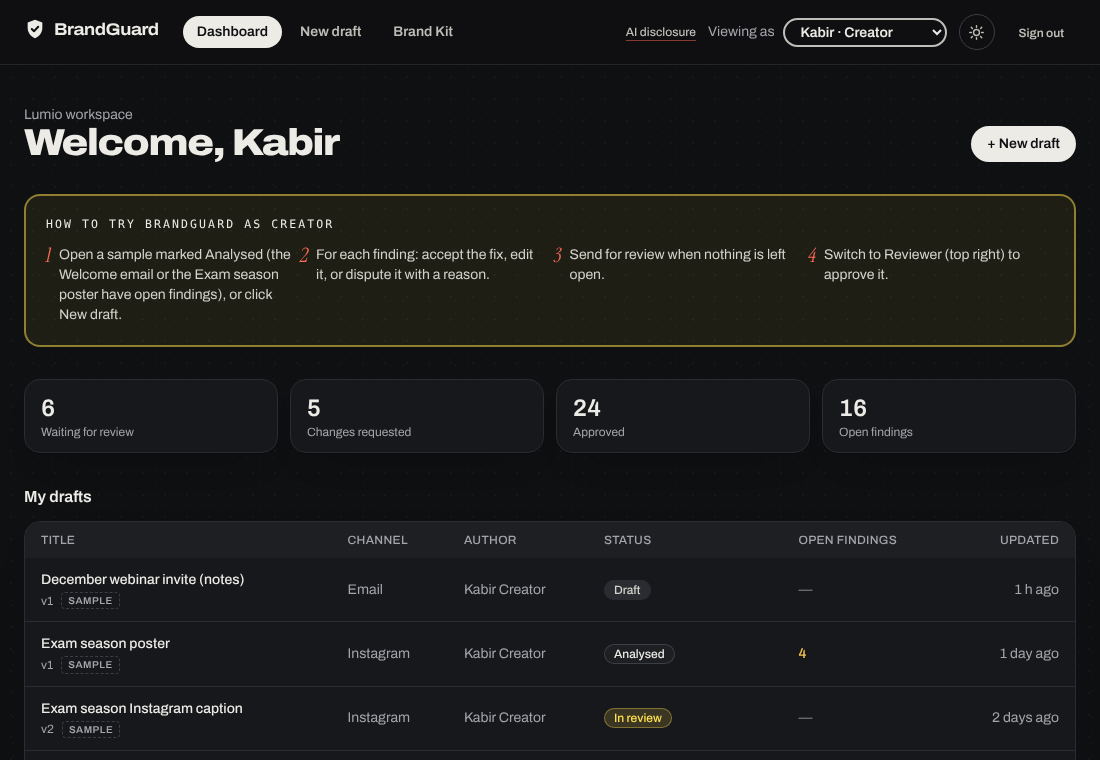 BrandGuard
Dashboard
New draft
Brand Kit
AI disclosure
Viewing as
Kabir · Creator
Sign out
Lumio workspace
Welcome, Kabir
+ New draft
HOW TO TRY BRANDGUARD AS CREATOR
1 Open a sample marked Analysed (the
Welcome email or the Exam season
poster have open findings), or click
New draft.
2 For each finding: accept the fix, edit
it, or dispute it with a reason.
3 Send for review when nothing is left
open.
4 Switch to Reviewer (top right) to
approve it.
6
Waiting for review
5
Changes requested
24
Approved
16
Open findings
My drafts
TITLE CHANNEL AUTHOR STATUS OPEN FINDINGS UPDATED
December webinar invite (notes)
v1 SAMPLE
Email Kabir Creator Draft — 1 h ago
Exam season poster
v1 SAMPLE
Instagram Kabir Creator Analysed 4 1 day ago
Exam season Instagram caption
v2 SAMPLE
Instagram Kabir Creator In review — 2 days ago